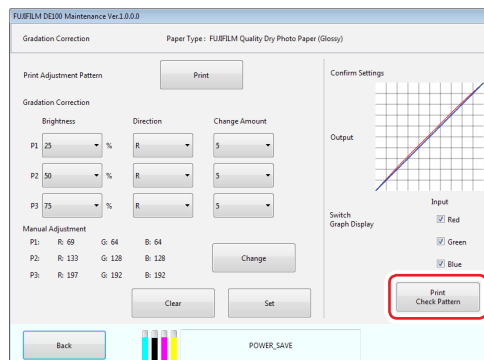 FUJIFILM DE100 Maintenance Ver.1.0.0.0
Gradation Correction Paper Type : FUJIFILM Quality Dry Photo Paper (Glossy)
Print Adjustment Pattern Print Confirm Settings
Gradation Correction
Brightness Direction Change Amount
Output
P1 25 % R 5
P2 50 % R 5
P3 75 % R 5
Input
Switch
Graph Display
Red
Manual Adjustment
P1: R: 69 G: 64 B: 64
Green
P2: R: 133 G: 128 B: 128 Change
Blue
P3: R: 197 G: 192 B: 192
Print
Check Pattern
Clear Set
Back POWER_SAVE